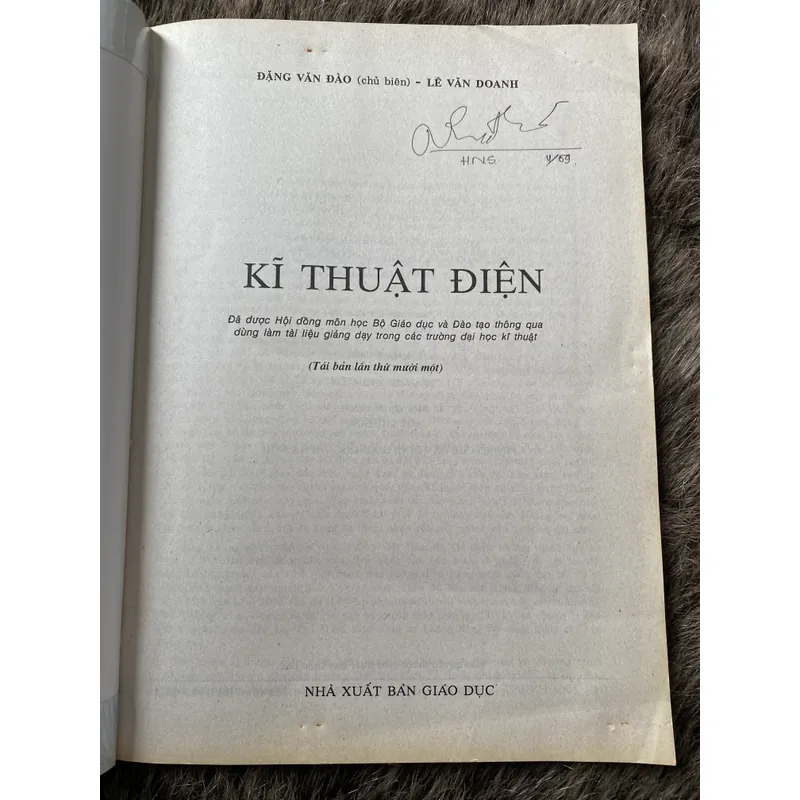 ĐẶNG VĂN ĐÀO (chủ biên) - LÊ VĂN DOANH
HNS.
KĨ THUẬT ĐIỆN
Đã được Hội đồng môn học Bộ Giáo dục và Đào tạo thông qua
dùng làm tài liệu giảng dạy trong các trường đại học kĩ thuật
(Tái bản lần thứ mười một)
NHÀ XUẤT BẢN GIÁO DỤC